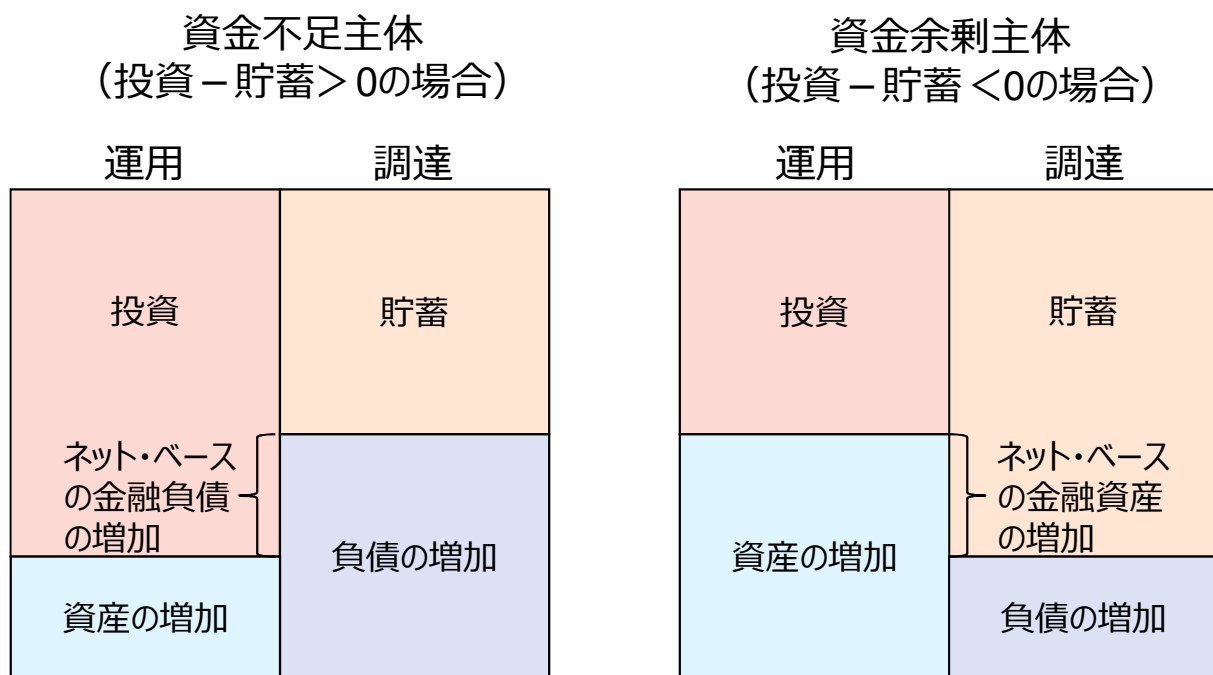 資金不足主体
（投資－貯蓄＞0の場合）
運用
調達
投資
貯蓄
ネット・ベース
の金融負債
の増加
負債の増加
資産の増加
資金余剰主体
（投資－貯蓄＜0の場合）
運用
調達
投資
貯蓄
ネット・ベース
の金融資産
の増加
資産の増加
負債の増加